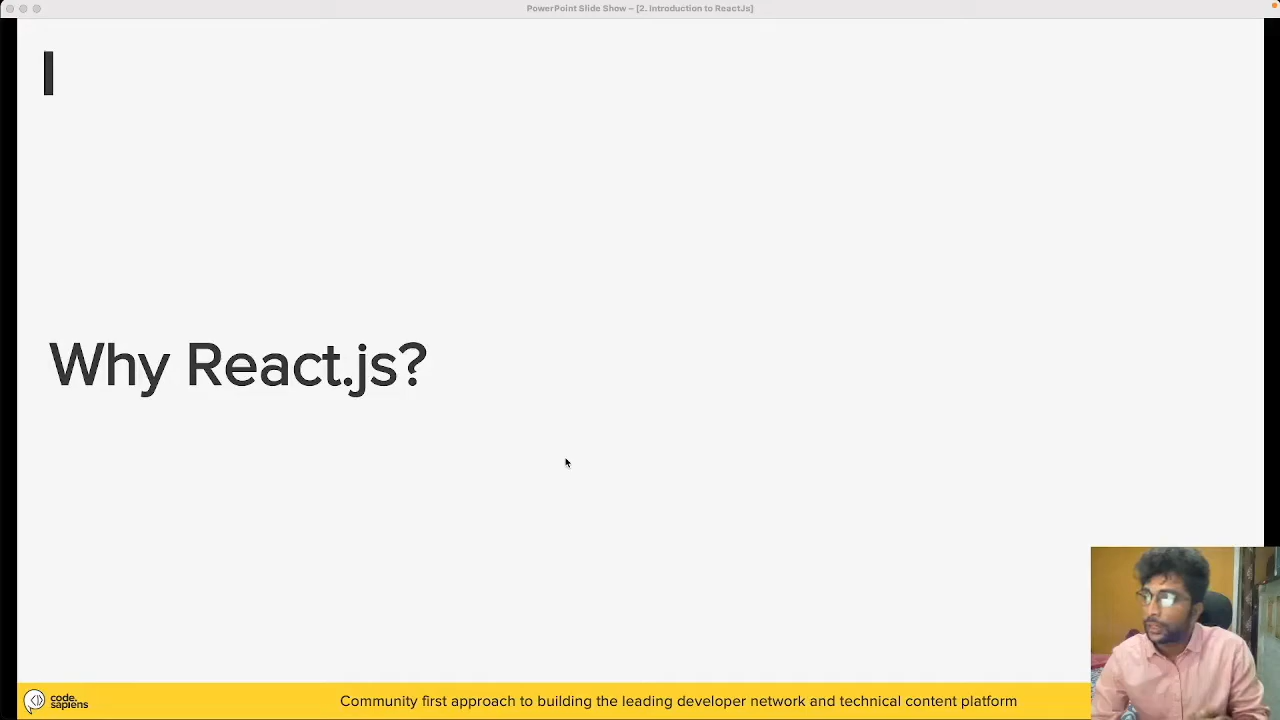 PowerPoint Slide Show – [2. Introduction to ReactJs]
Why React.js?
code.
sapiens
Community first approach to building the leading developer network and technical content platform